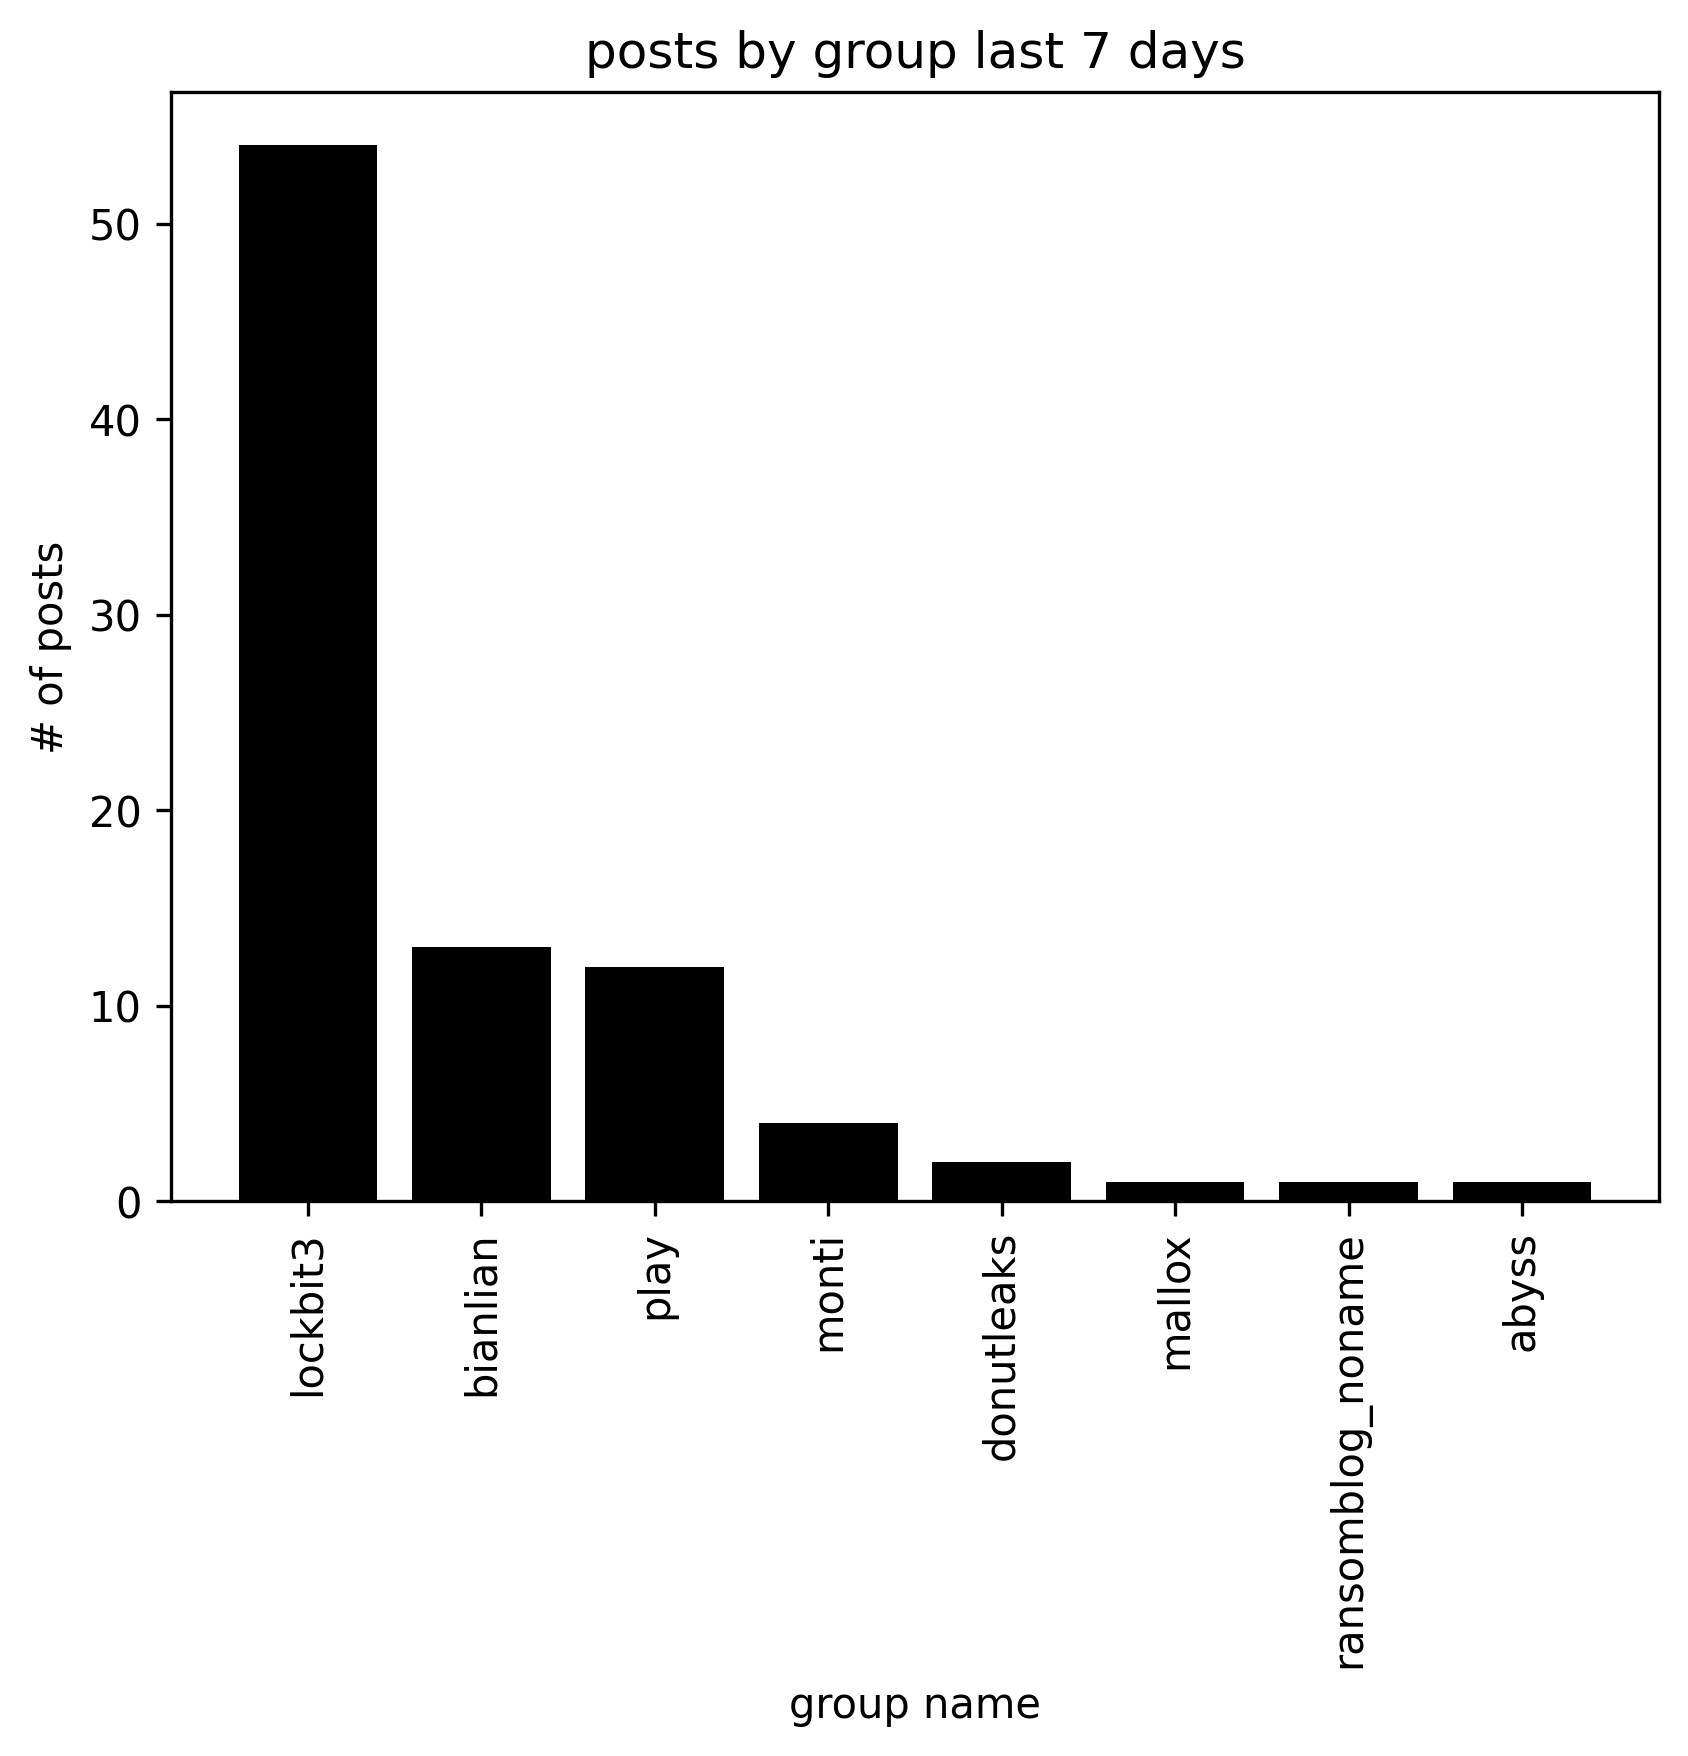 posts by group last 7 days
# of posts
50
40
30
20
10
0
lockbit3
bianlian
play
monti
donutleaks
mallox
ransomblog_noname
abyss
group name